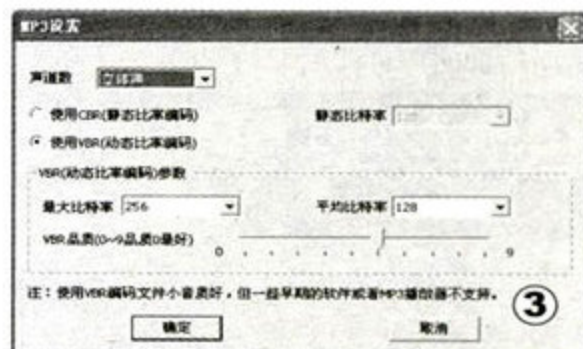 MP3设置
声道数 立体声
使用CBR(静态比率编码) 静态比特率 128
使用VBR(动态比率编码)
VBR(动态比率编码)参数
最大比特率 256 平均比特率 128
VBR品质(0~9品质0最好) 0 9
注：使用VBR编码文件小音质好，但一些早期的软件或者MP3播放器不支持。
确定 取消 ③